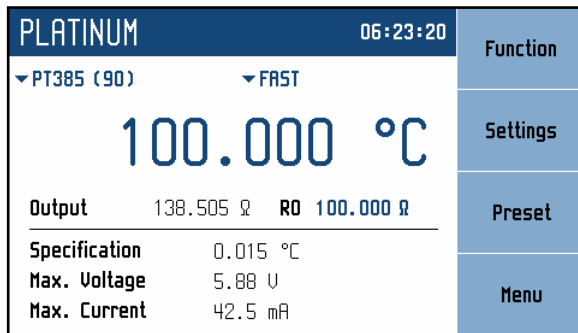 PLATINUM 06:23:20
PT385 (90) FAST
100.000 °C
Output 138.505 Ω R0 100.000 Ω
Specification 0.015 °C
Max. Voltage 5.88 V
Max. Current 42.5 mA
Function
Settings
Preset
Menu